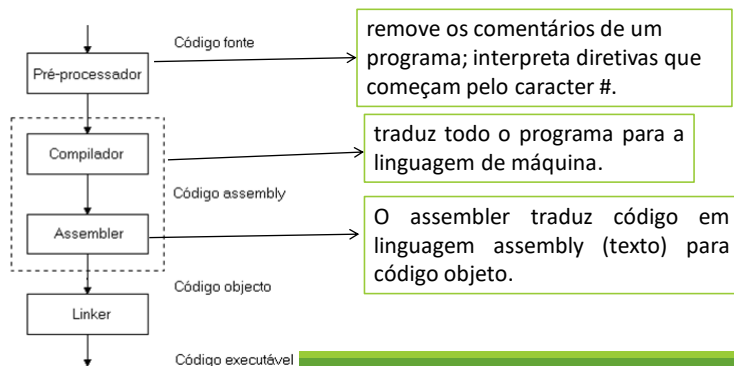 Código fonte
Pré-processador
remove os comentários de um
programa; interpreta diretivas que
começam pelo caracter #.
Compilador
traduz todo o programa para a
linguagem de máquina.
Código assembly
Assembler
O assembler traduz código em
linguagem assembly (texto) para
código objeto.
Código objecto
Linker
Código executável